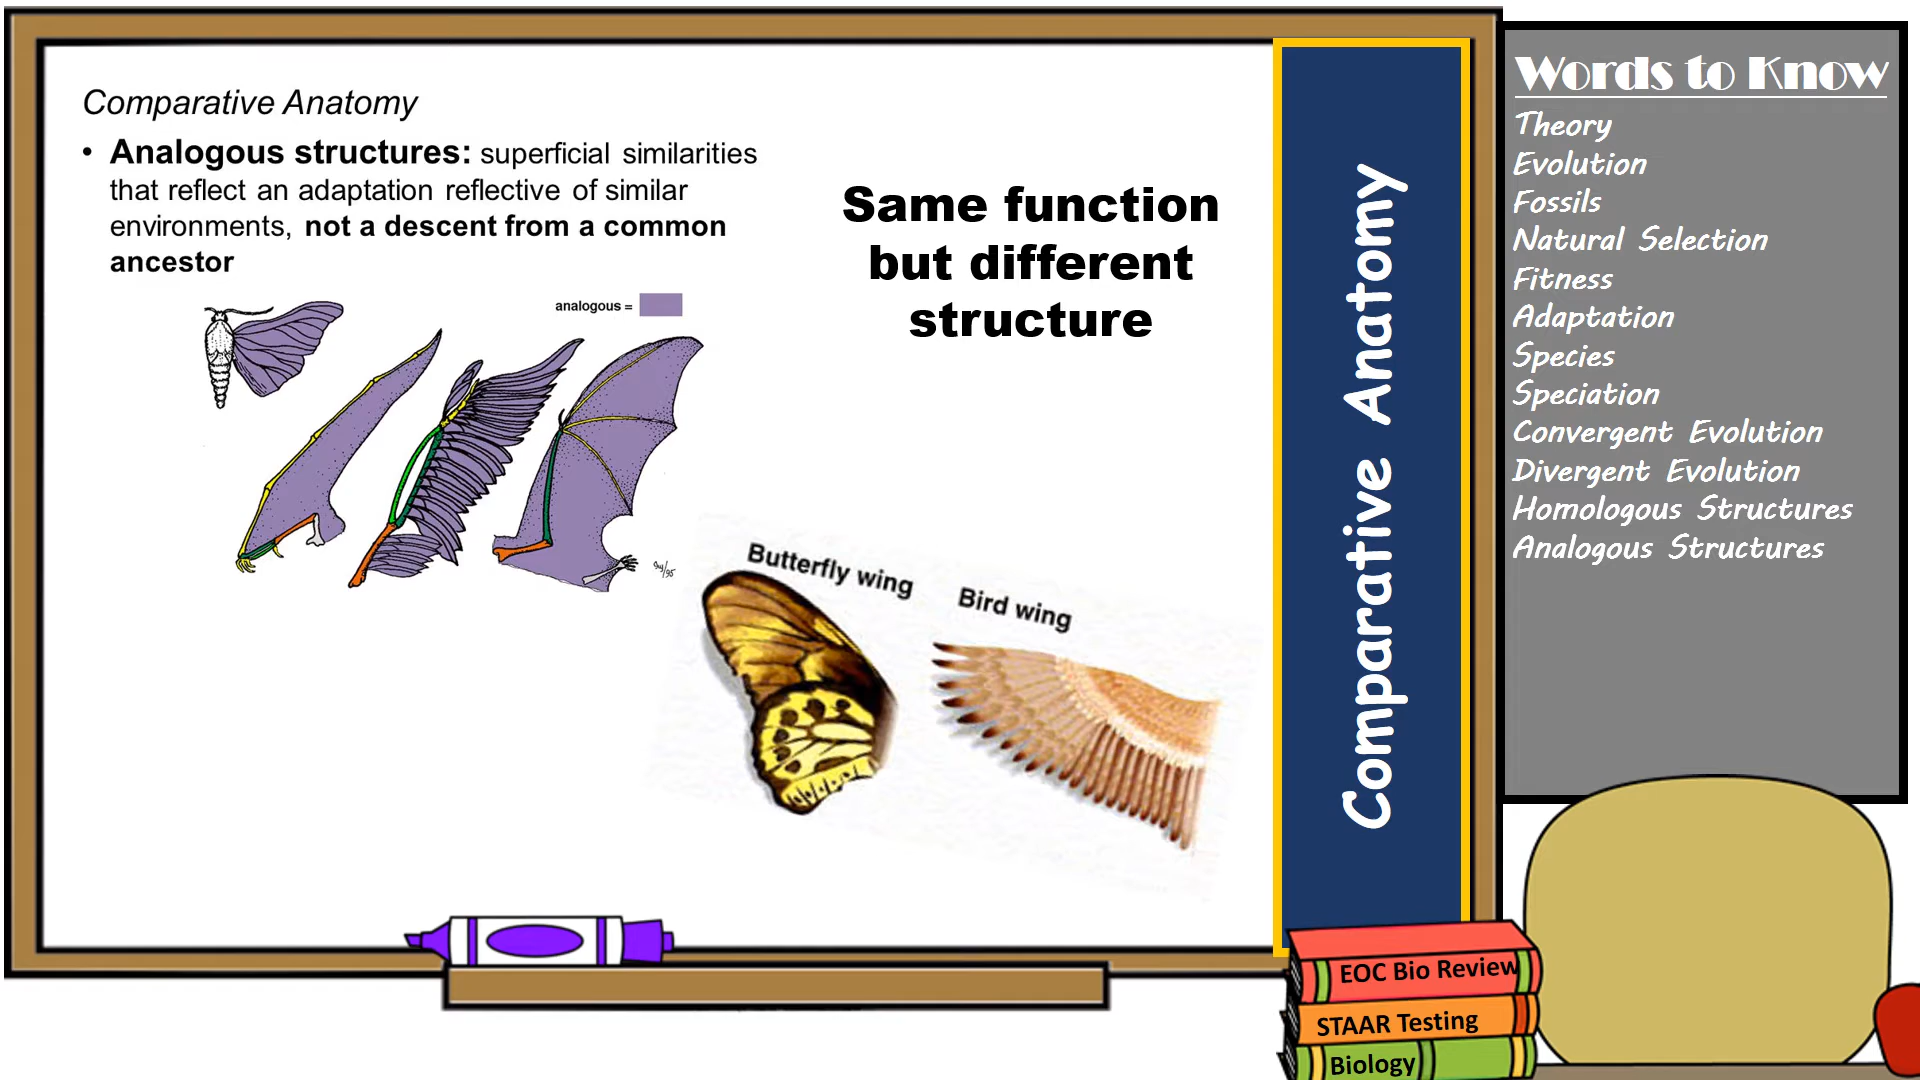 Comparative Anatomy
• Analogous structures: superficial similarities
that reflect an adaptation reflective of similar
environments, not a descent from a common
ancestor
analogous =
Same function
but different
structure
Butterfly wing
Bird wing
Comparative Anatomy
Words to Know
Theory
Evolution
Fossils
Natural Selection
Fitness
Adaptation
Species
Speciation
Convergent Evolution
Divergent Evolution
Homologous Structures
Analogous Structures
EOC Bio Review
STAAR Testing
Biology